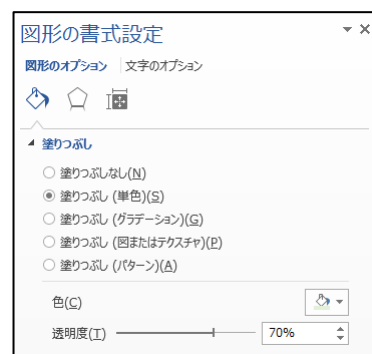 図形の書式設定
図形のオプション 文字のオプション
塗りつぶし
塗りつぶしなし(N)
塗りつぶし (単色)(S)
塗りつぶし (グラデーション)(G)
塗りつぶし (図またはテクスチャ)(P)
塗りつぶし (パターン)(A)
色(C)
透明度(T) 70%